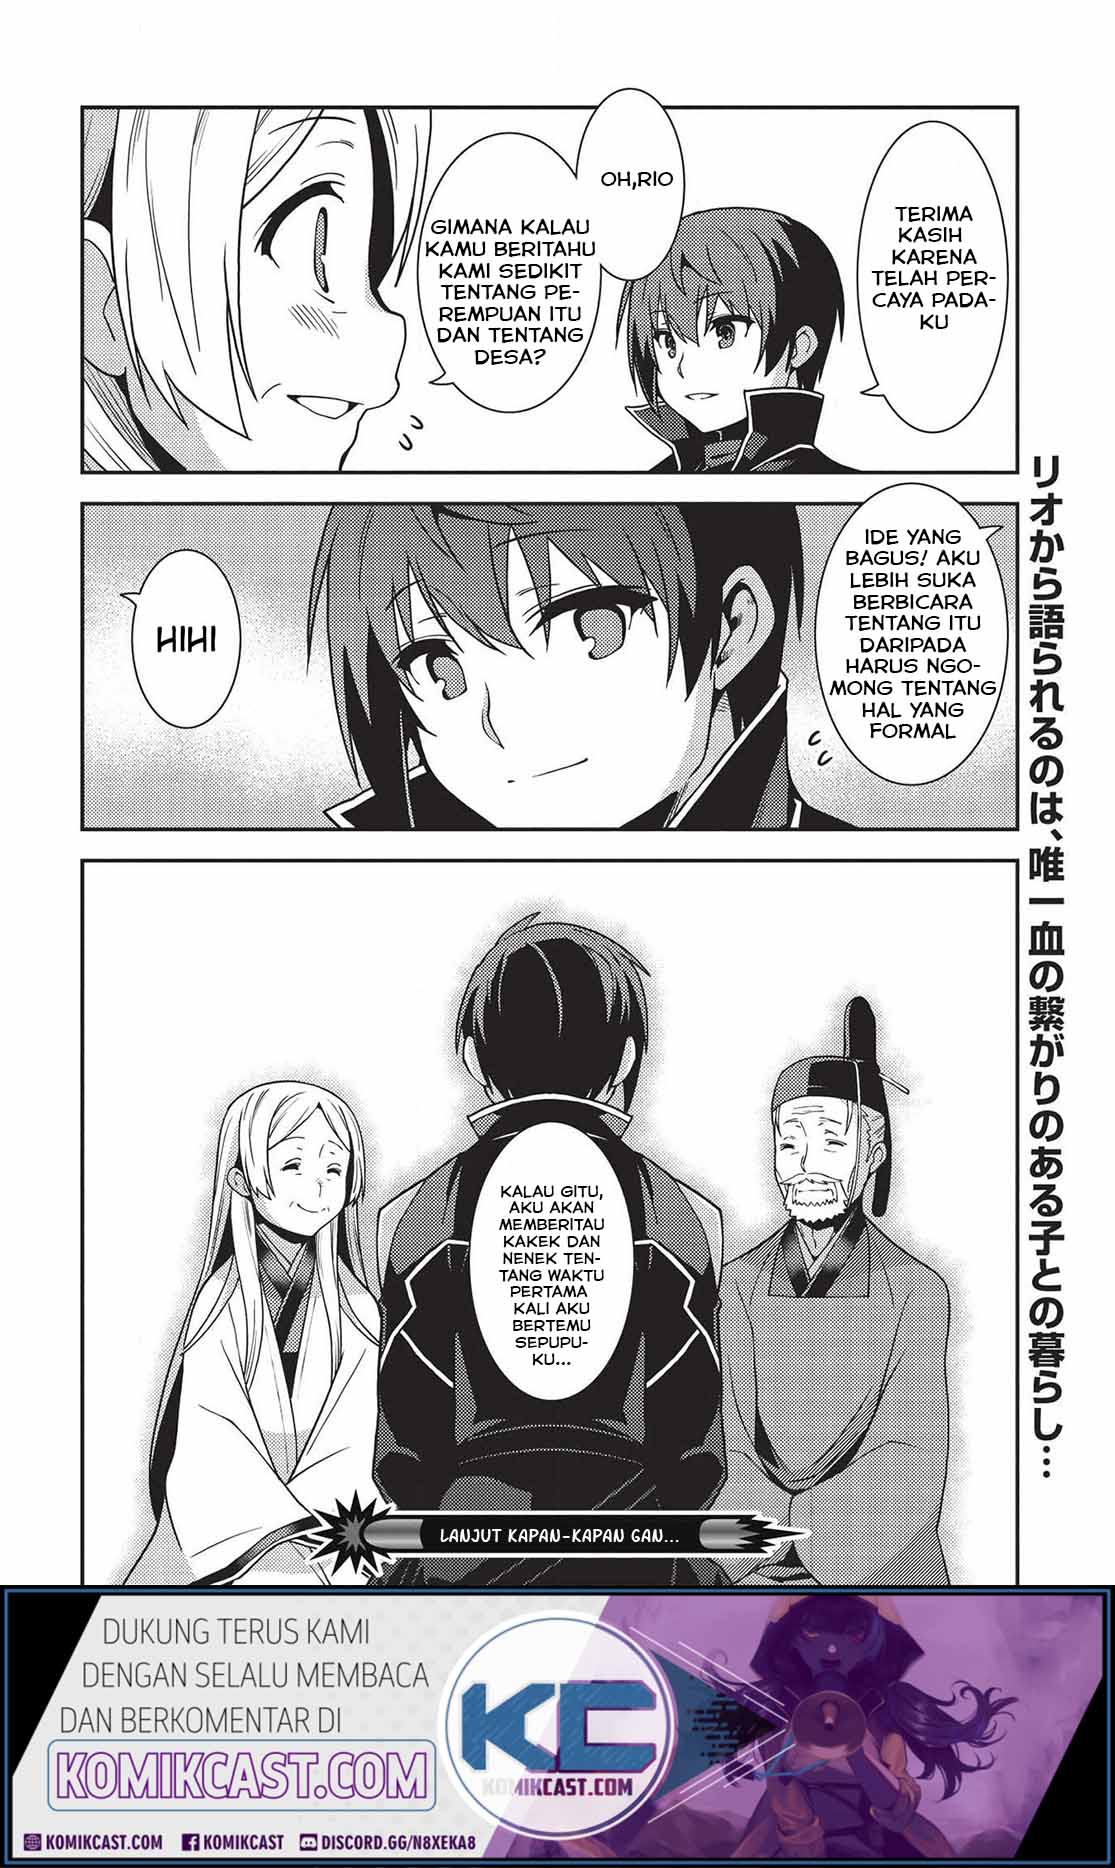 TERIMA
KASIH
KARENA
TELAH PER-
CAYA PADA-
KU
OH,RIO
GIMANA KALAU
KAMU BERITAHU
KAMI SEDIKIT
TENTANG PE-
REMPUAN ITU
DAN TENTANG
DESA?
IDE YANG
BAGUS! AKU
LEBIH SUKA
BERBICARA
TENTANG ITU
DARIPADA
HARUS NGO-
MONG TENTANG
HAL YANG
FORMAL
HIHI
KALAU GITU,
AKU AKAN
MEMBERITAU
KAKEK DAN
NENEK TEN-
TANG WAKTU
PERTAMA
KALI AKU
BERTEMU
SEPUPU-
KU...
リオから語られるのは、唯一血の繋がりのある子との暮らし…
LANJUT KAPAN-KAPAN GAN...
DUKUNG TERUS KAMI
DENGAN SELALU MEMBACA
DAN BERKOMENTAR DI
KOMIKCAST.COM
KC
KOMIKCAST.COM
KOMIKCAST.COM KOMIKCAST DISCORD.GG/N8XEKA8